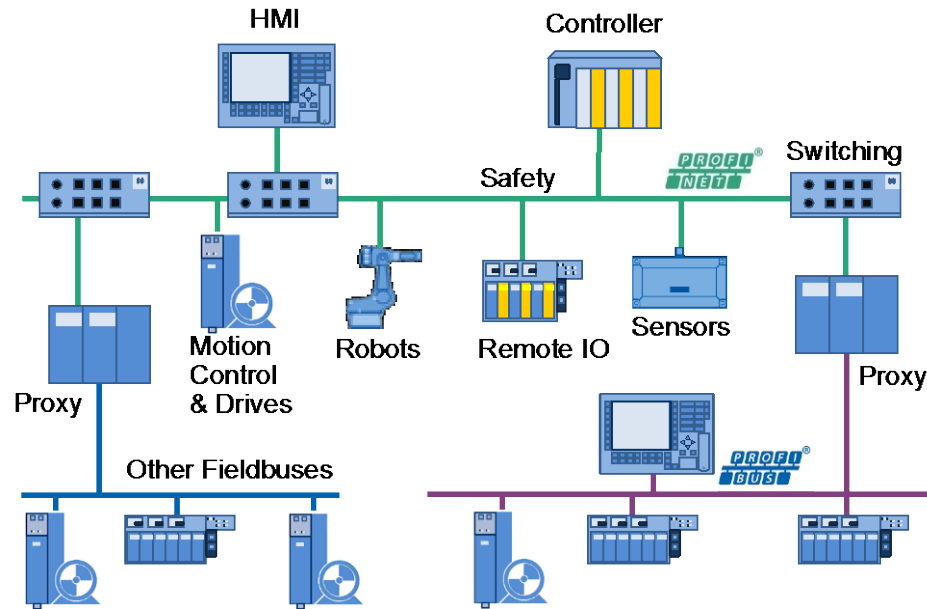 HMI
Controller
PROFI®
NET
Switching
Safety
Motion
Control
& Drives
Robots
Remote IO
Sensors
Proxy
Proxy
Other Fieldbuses
PROFI®
BUS